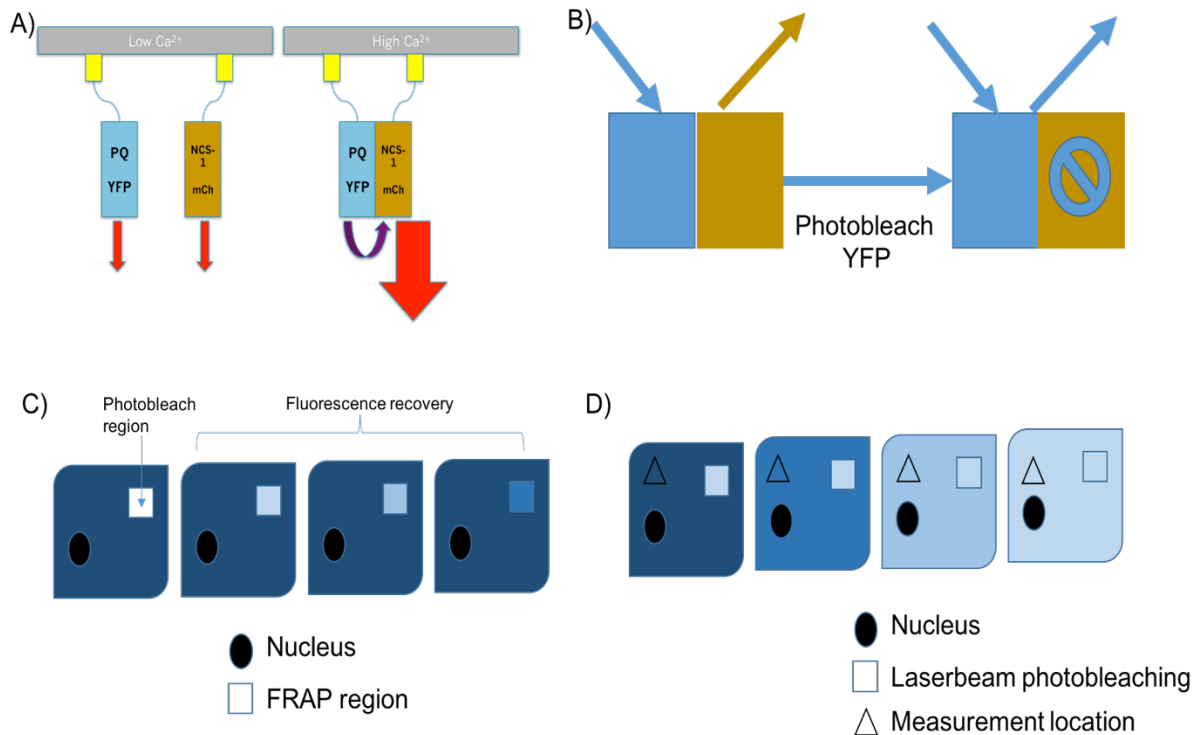 A)
Low Ca²⁺
High Ca²⁺
PQ
YFP
NCS-
1
mCh
PQ
YFP
NCS-
1
mCh
B)
Photobleach
YFP
C)
Photobleach
region
Fluorescence recovery
Nucleus
FRAP region
D)
Nucleus
Laserbeam photobleaching
Measurement location